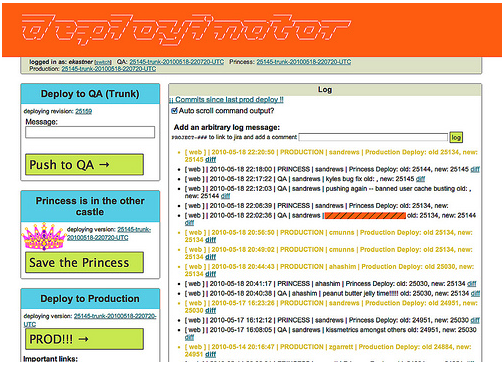 deployinator
logged in as: ekastner [switch] QA: 25145-trunk-20100518-220720-UTC Princess: 25145-trunk-20100518-220720-UTC
Production: 25145-trunk-20100518-220720-UTC
Deploy to QA (Trunk)
deploying revision: 25159
Message:
Push to QA →
Princess is in the other
castle
deploying version: 25145-trunk-
20100518-220720
-UTC
Save the Princess
Deploy to Production
deploying version: 25145-trunk-20100518-220720-
UTC
PROD!!! →
Important links:
Log
¡¡ Commits since last prod deploy !!
Auto scroll command output?
Add an arbitrary log message:
PROJECT-### to link to jira and add a comment
log
[ web ] | 2010-05-18 22:20:50 | PRODUCTION | sandrews | Production Deploy: old 25134, new:
25145 diff
[ web ] | 2010-05-18 22:18:00 | PRINCESS | sandrews | Princess Deploy: old 25144, new: 25145 diff
[ web ] | 2010-05-18 22:17:22 | QA | sandrews | kyles bug fix old: , new: 25145 diff
[ web ] | 2010-05-18 22:12:03 | QA | sandrews | pushing again -- banned user cache busting old: ,
new: 25144 diff
[ web ] | 2010-05-18 22:06:39 | PRINCESS | sandrews | Princess Deploy: old 25134, new:
[ web ] | 2010-05-18 22:02:36 | QA | sandrews | old: 25134, new: 25144
diff
[ web ] | 2010-05-18 20:56:50 | PRODUCTION | cmunns | Production Deploy: old 25134, new:
25134 diff
[ web ] | 2010-05-18 20:49:02 | PRODUCTION | cmunns | Production Deploy: old 25134, new:
25134 diff
[ web ] | 2010-05-18 20:44:43 | PRODUCTION | ahashim | Production Deploy: old 25030, new:
25134 diff
[ web ] | 2010-05-18 20:41:17 | PRINCESS | ahashim | Princess Deploy: old 25030, new: 25134 diff
[ web ] | 2010-05-18 20:40:38 | QA | ahashim | peanut butter jelly time!!!! old: 25030, new: 25134
diff
[ web ] | 2010-05-17 16:23:26 | PRODUCTION | sandrews | Production Deploy: old 24951, new:
25030 diff
[ web ] | 2010-05-17 16:12:12 | PRINCESS | sandrews | Princess Deploy: old 24951, new: 25030 diff
[ web ] | 2010-05-17 16:08:05 | QA | sandrews | kissmetrics amongst others old: 24951, new: 25030
diff
[ web ] | 2010-05-14 20:16:47 | PRODUCTION | zgarrett | Production Deploy: old 24884, new:
24951 diff